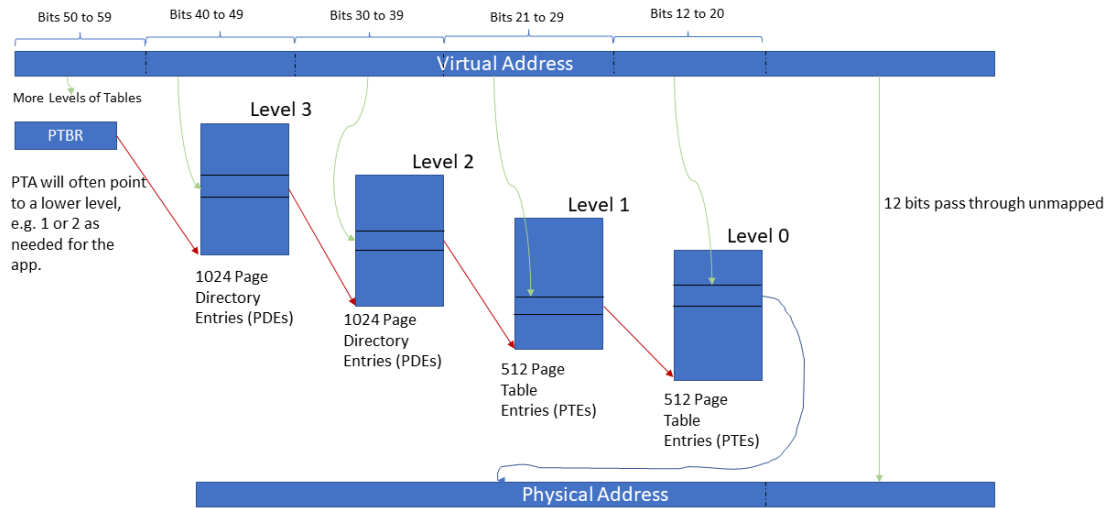 Bits 50 to 59
Bits 40 to 49
Bits 30 to 39
Bits 21 to 29
Bits 12 to 20
Virtual Address
More Levels of Tables
PTBR
PTA will often point
to a lower level,
e.g. 1 or 2 as
needed for the
app.
Level 3
1024 Page
Directory
Entries (PDEs)
Level 2
1024 Page
Directory
Entries (PDEs)
Level 1
512 Page
Table
Entries (PTEs)
Level 0
512 Page
Table
Entries (PTEs)
12 bits pass through unmapped
Physical Address